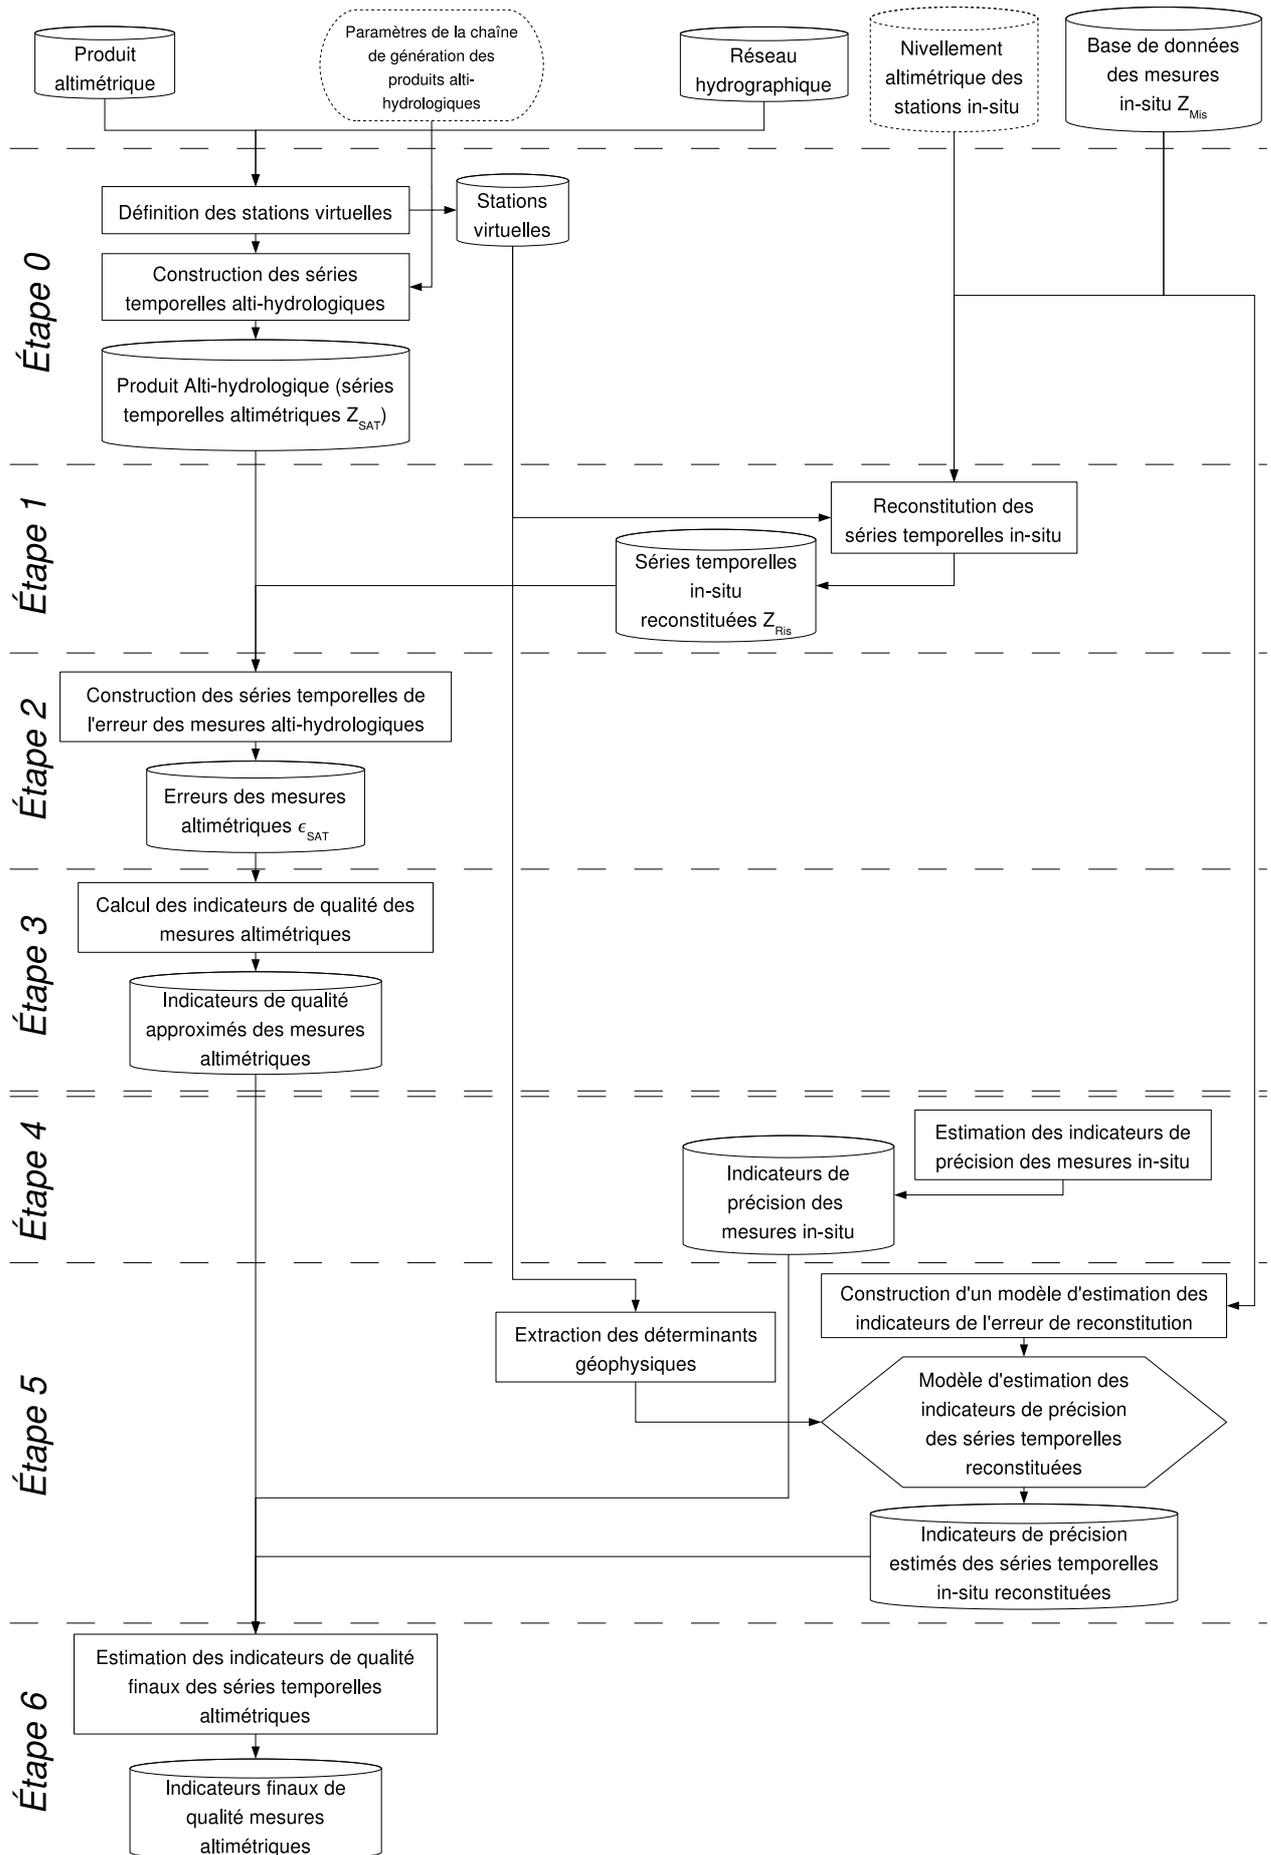 Produit
altimétrique
Paramètres de la chaîne
de génération des
produits alti-
hydrologiques
Réseau
hydrographique
Nivellement
altimétrique des
stations in-situ
Base de données
des mesures
in-situ Z_Mis
Étape 0
Définition des stations virtuelles
Stations
virtuelles
Construction des séries
temporelles alti-hydrologiques
Produit Alti-hydrologique (séries
temporelles altimétriques Z_SAT)
Étape 1
Reconstitution des
séries temporelles in-situ
Séries temporelles
in-situ
reconstituées Z_Ris
Étape 2
Construction des séries temporelles de
l'erreur des mesures alti-hydrologiques
Erreurs des mesures
altimétriques ϵ_SAT
Étape 3
Calcul des indicateurs de qualité des
mesures altimétriques
Indicateurs de qualité
approximés des mesures
altimétriques
Étape 4
Estimation des indicateurs de
précision des mesures in-situ
Indicateurs de
précision des
mesures in-situ
Étape 5
Construction d'un modèle d'estimation des
indicateurs de l'erreur de reconstitution
Extraction des déterminants
géophysiques
Modèle d'estimation des
indicateurs de précision
des séries temporelles
reconstituées
Indicateurs de précision
estimés des séries temporelles
in-situ reconstituées
Étape 6
Estimation des indicateurs de qualité
finaux des séries temporelles
altimétriques
Indicateurs finaux de
qualité mesures
altimétriques